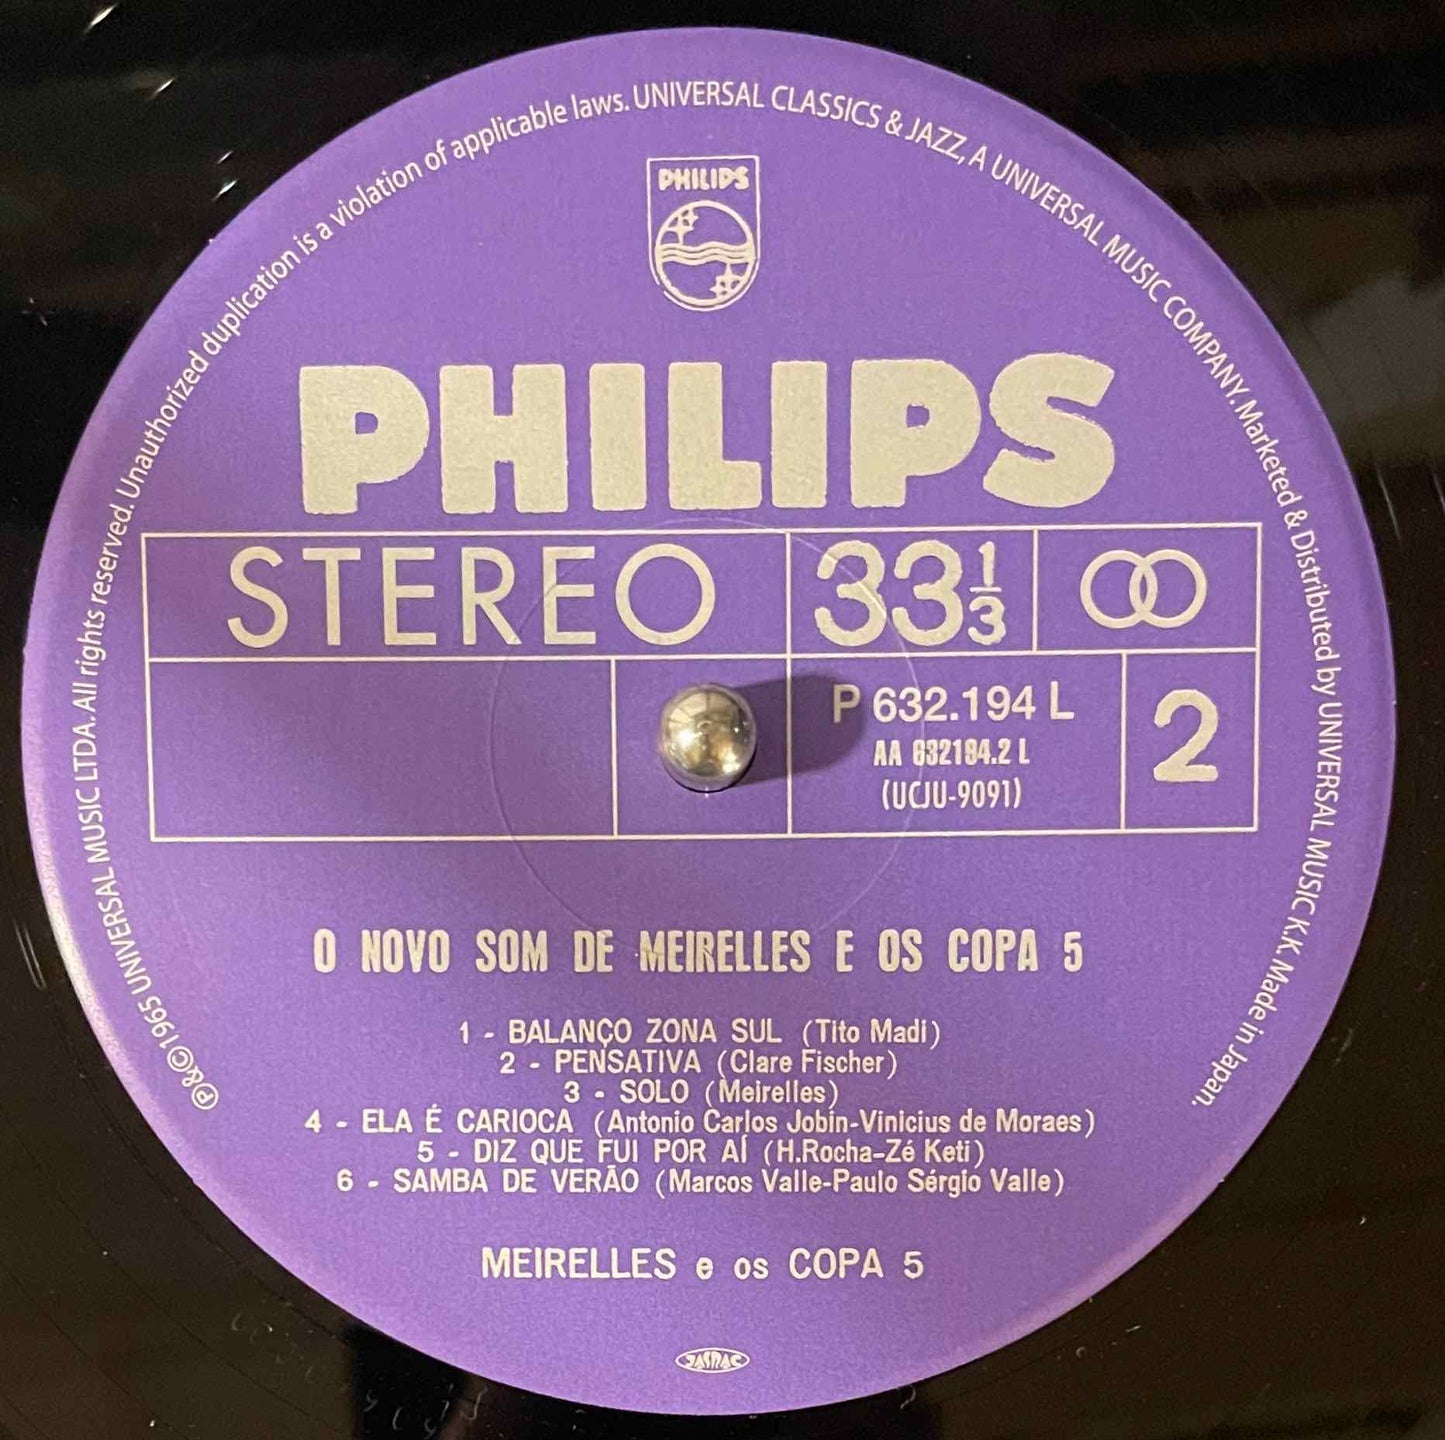 ℗&©1965 UNIVERSAL MUSIC LTDA. All rights reserved. Unauthorized duplication is a violation of applicable laws. UNIVERSAL CLASSICS & JAZZ, A UNIVERSAL MUSIC COMPANY. Marketed & Distributed by UNIVERSAL MUSIC K.K. Made in Japan.
PHILIPS
PHILIPS
STEREO 33 1/3
P 632.194 L
AA 632194.2 L
(UCJU-9091)
2
O NOVO SOM DE MEIRELLES E OS COPA 5
1 - BALANÇO ZONA SUL (Tito Madi)
2 - PENSATIVA (Clare Fischer)
3 - SOLO (Meirelles)
4 - ELA É CARIOCA (Antonio Carlos Jobin-Vinicius de Moraes)
5 - DIZ QUE FUI POR AÍ (H.Rocha-Zé Keti)
6 - SAMBA DE VERÃO (Marcos Valle-Paulo Sérgio Valle)
MEIRELLES e os COPA 5
JASRAC